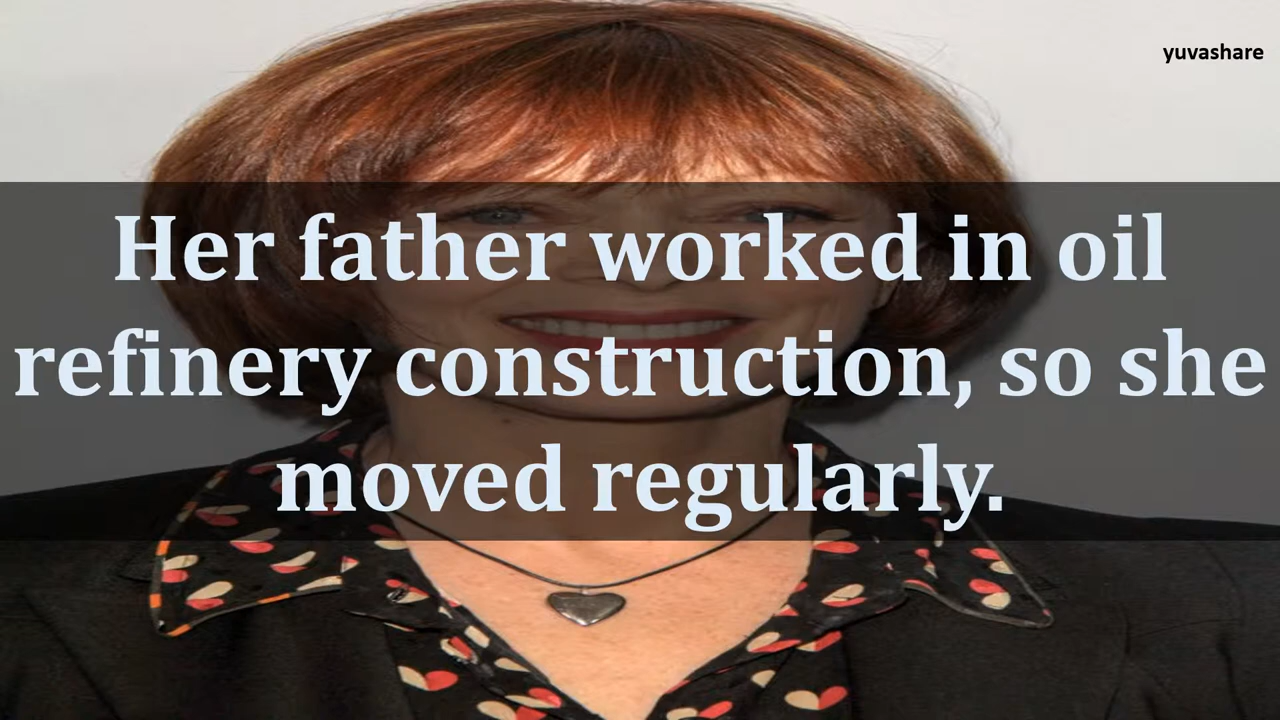 yuvashare
Her father worked in oil
refinery construction, so she
moved regularly.